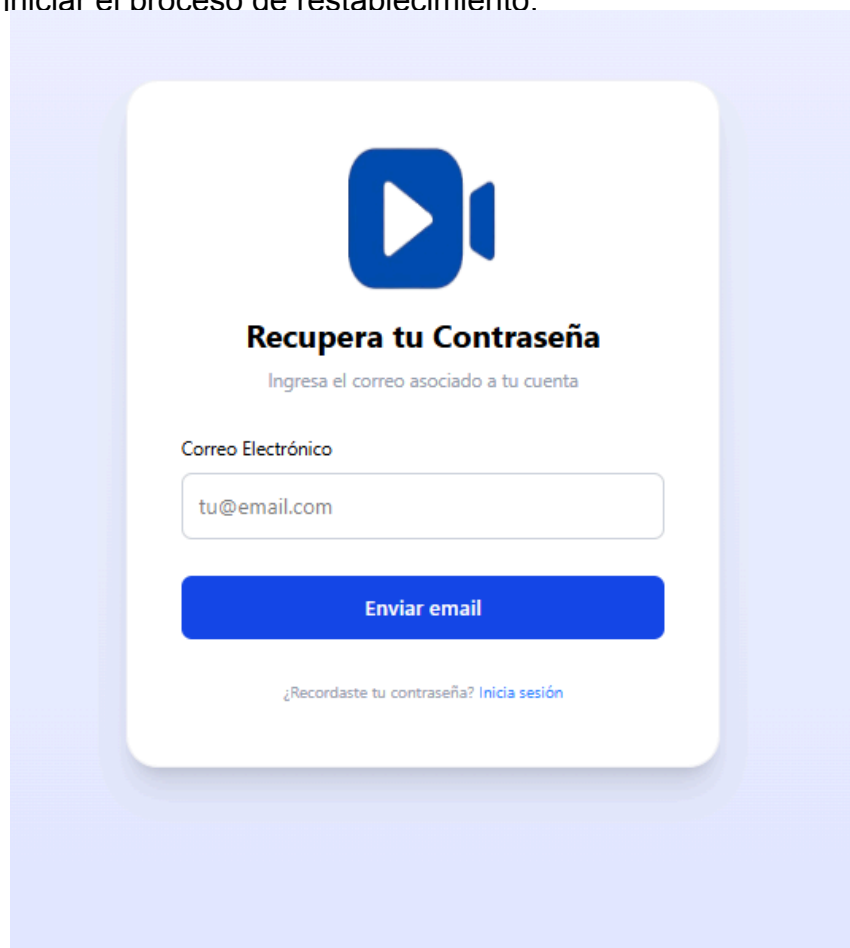 iniciar el proceso de restablecimiento.
Recupera tu Contraseña
Ingresa el correo asociado a tu cuenta
Correo Electrónico
tu@email.com
Enviar email
¿Recordaste tu contraseña? Inicia sesión